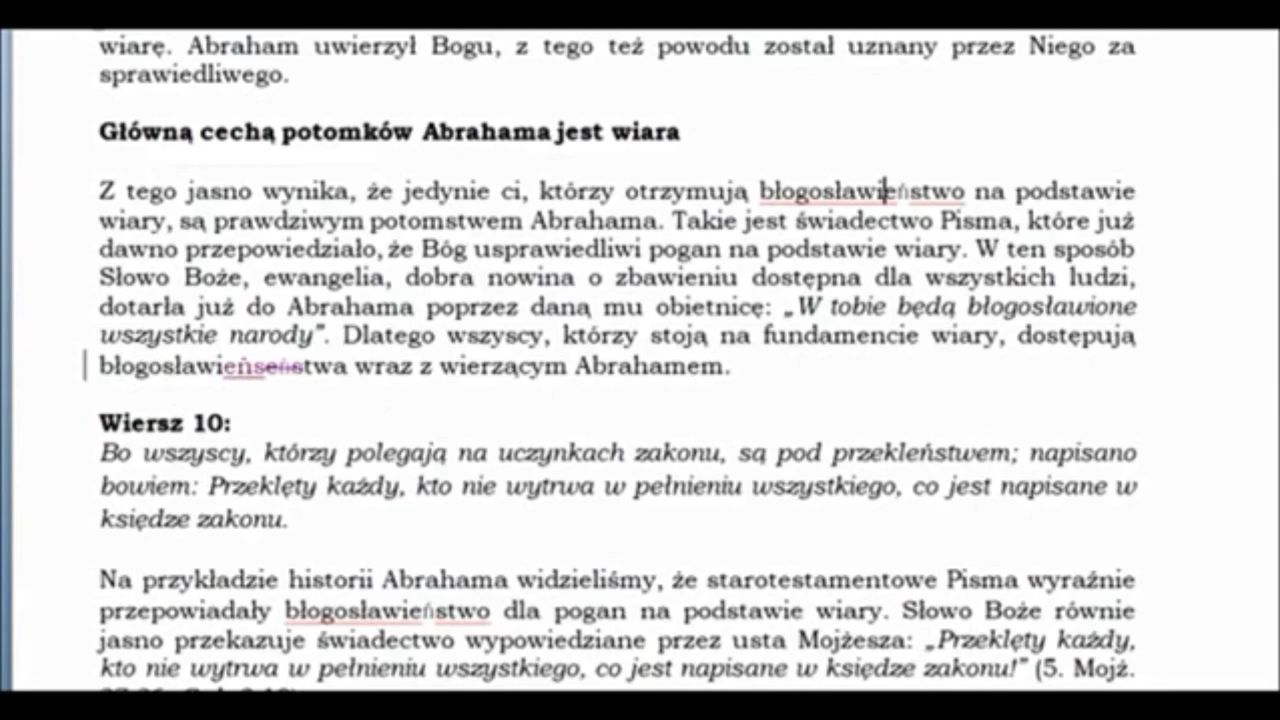 wiarę. Abraham uwierzył Bogu, z tego też powodu został uznany przez Niego za
sprawiedliwego.
Główną cechą potomków Abrahama jest wiara
Z tego jasno wynika, że jedynie ci, którzy otrzymują błogosławieństwo na podstawie
wiary, są prawdziwym potomstwem Abrahama. Takie jest świadectwo Pisma, które już
dawno przepowiedziało, że Bóg usprawiedliwi pogan na podstawie wiary. W ten sposób
Słowo Boże, ewangelia, dobra nowina o zbawieniu dostępna dla wszystkich ludzi,
dotarła już do Abrahama poprzez daną mu obietnicę: „W tobie będą błogosławione
wszystkie narody”. Dlatego wszyscy, którzy stoją na fundamencie wiary, dostępują
błogosławieńseństwa wraz z wierzącym Abrahamem.
Wiersz 10:
Bo wszyscy, którzy polegają na uczynkach zakonu, są pod przekleństwem; napisano
bowiem: Przeklęty każdy, kto nie wytrwa w pełnieniu wszystkiego, co jest napisane w
księdze zakonu.
Na przykładzie historii Abrahama widzieliśmy, że starotestamentowe Pisma wyraźnie
przepowiadały błogosławieństwo dla pogan na podstawie wiary. Słowo Boże równie
jasno przekazuje świadectwo wypowiedziane przez usta Mojżesza: „Przeklęty każdy,
kto nie wytrwa w pełnieniu wszystkiego, co jest napisane w księdze zakonu!” (5. Mojż.